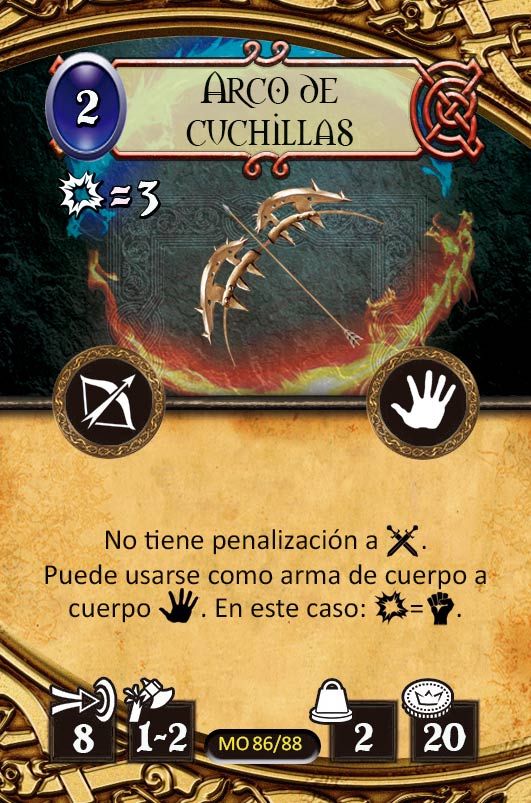 2
ARCO DE
CUCHILLAS
=3
No tiene penalización a .
Puede usarse como arma de cuerpo a
cuerpo . En este caso: = .
8 1-2 MO 86/88 2 20